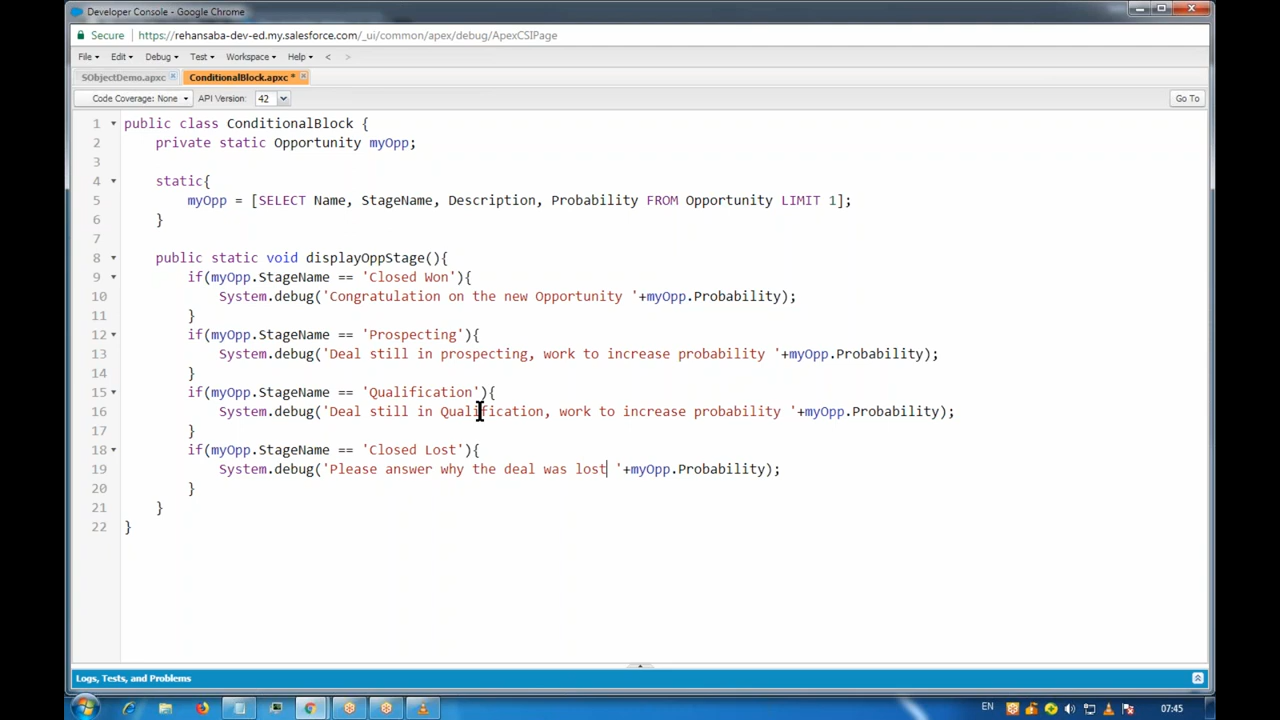 Developer Console - Google Chrome
Secure https://rehansaba-dev-ed.my.salesforce.com/_ui/common/apex/debug/ApexCSIPage
File Edit Debug Test Workspace Help < >
SObjectDemo.apxc ConditionalBlock.apxc *
Code Coverage: None API Version: 42 Go To
1 public class ConditionalBlock {
2 private static Opportunity myOpp;
3
4 static{
5 myOpp = [SELECT Name, StageName, Description, Probability FROM Opportunity LIMIT 1];
6 }
7
8 public static void displayOppStage(){
9 if(myOpp.StageName == 'Closed Won'){
10 System.debug('Congratulation on the new Opportunity '+myOpp.Probability);
11 }
12 if(myOpp.StageName == 'Prospecting'){
13 System.debug('Deal still in prospecting, work to increase probability '+myOpp.Probability);
14 }
15 if(myOpp.StageName == 'Qualification'){
16 System.debug('Deal still in Qualification, work to increase probability '+myOpp.Probability);
17 }
18 if(myOpp.StageName == 'Closed Lost'){
19 System.debug('Please answer why the deal was lost '+myOpp.Probability);
20 }
21 }
22 }
Logs, Tests, and Problems
EN 07:45